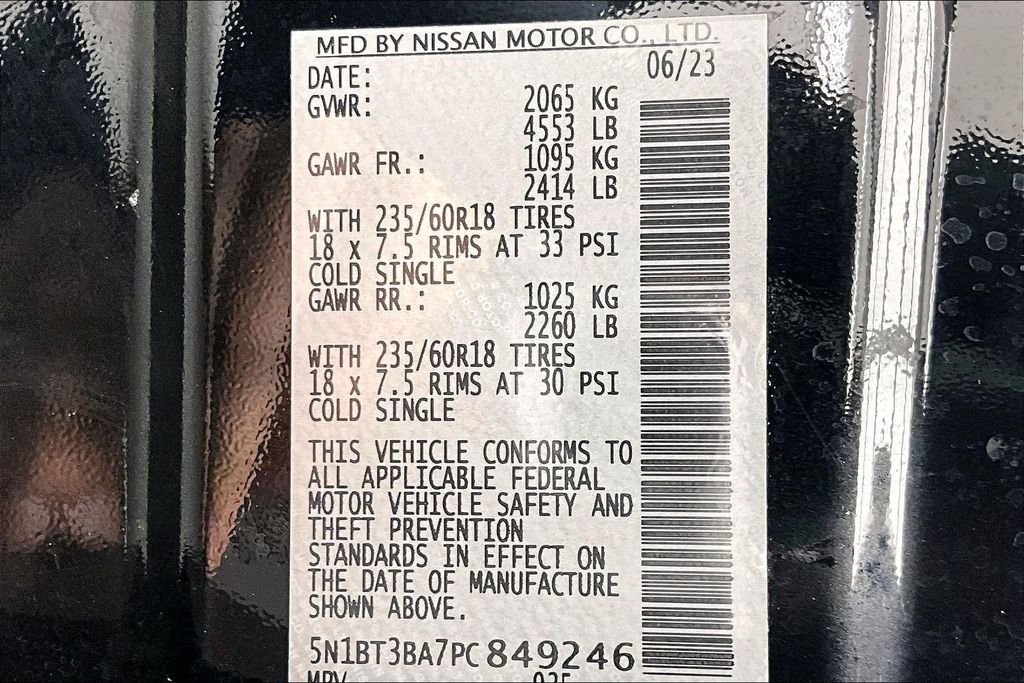 MFD BY NISSAN MOTOR CO., LTD.
DATE: 06/23
GVWR: 2065 KG
4553 LB
GAWR FR.: 1095 KG
2414 LB
WITH 235/60R18 TIRES
18 x 7.5 RIMS AT 33 PSI
COLD SINGLE
GAWR RR.: 1025 KG
2260 LB
WITH 235/60R18 TIRES
18 x 7.5 RIMS AT 30 PSI
COLD SINGLE
THIS VEHICLE CONFORMS TO
ALL APPLICABLE FEDERAL
MOTOR VEHICLE SAFETY AND
THEFT PREVENTION
STANDARDS IN EFFECT ON
THE DATE OF MANUFACTURE
SHOWN ABOVE.
5N1BT3BA7PC849246
MPV